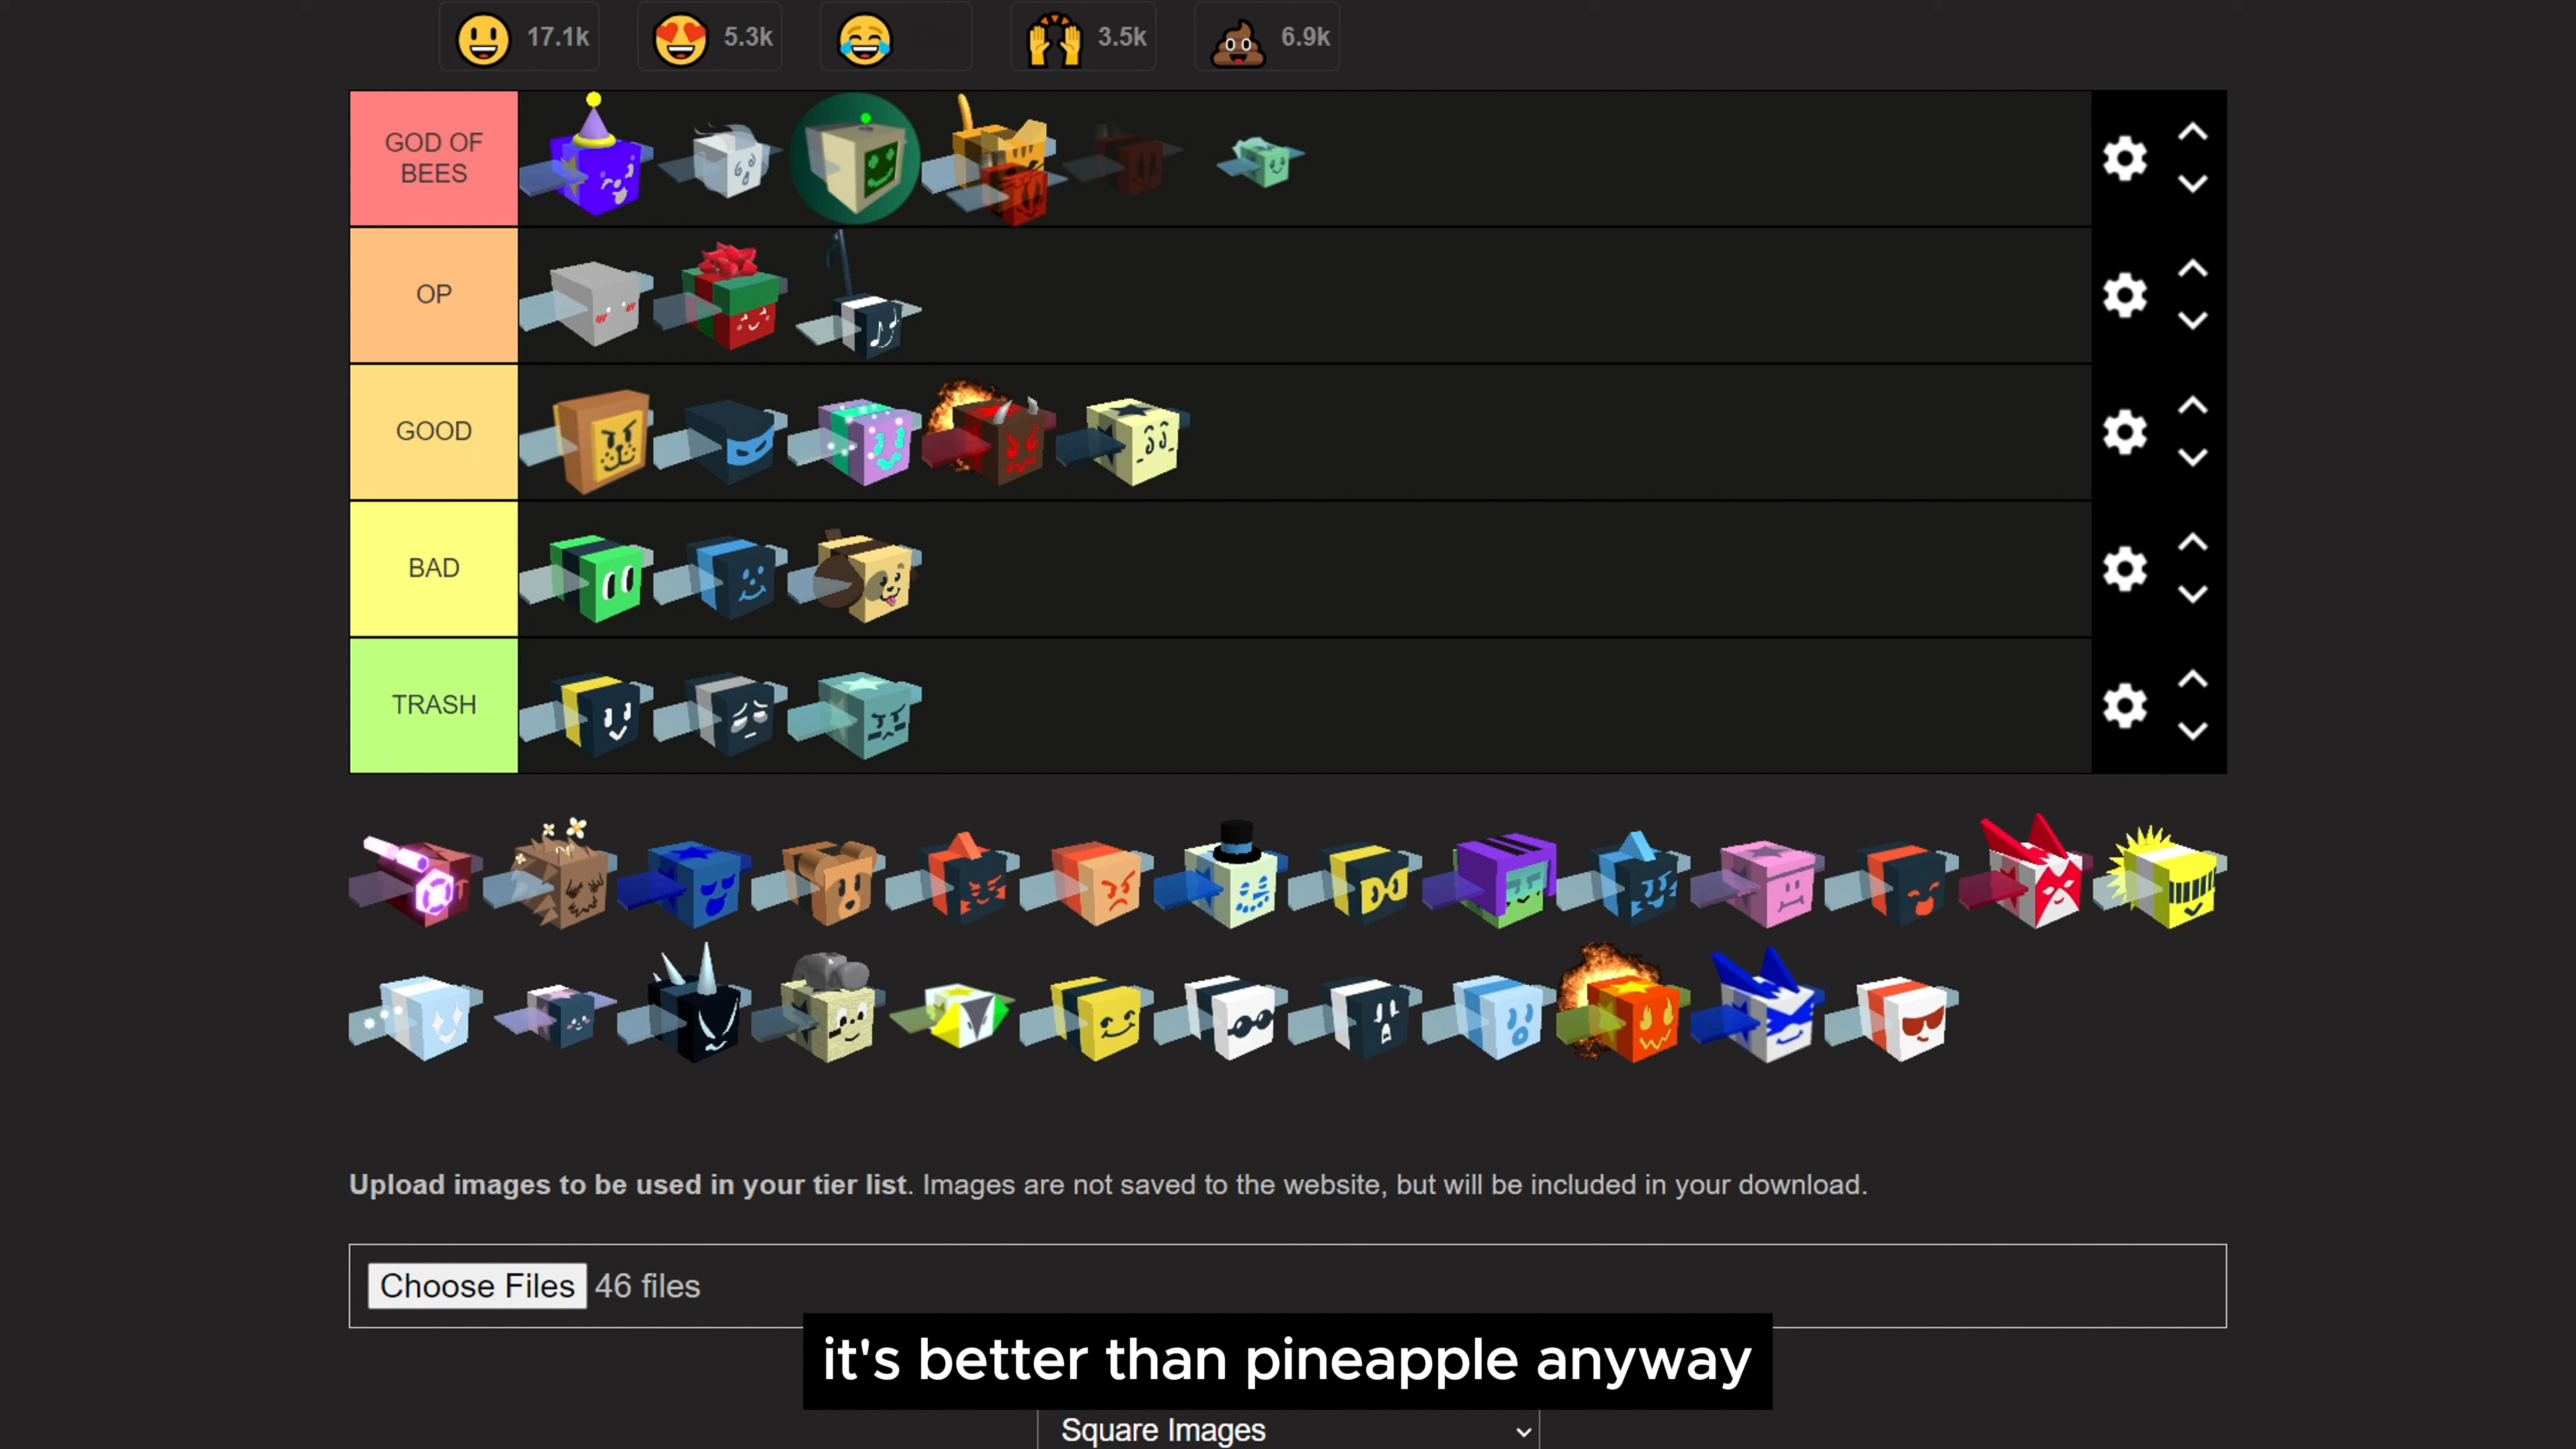 17.1k 5.3k 3.5k 6.9k
GOD OF
BEES
OP
GOOD
BAD
TRASH
Upload images to be used in your tier list. Images are not saved to the website, but will be included in your download.
Choose Files 46 files
it's better than pineapple anyway
Square Images